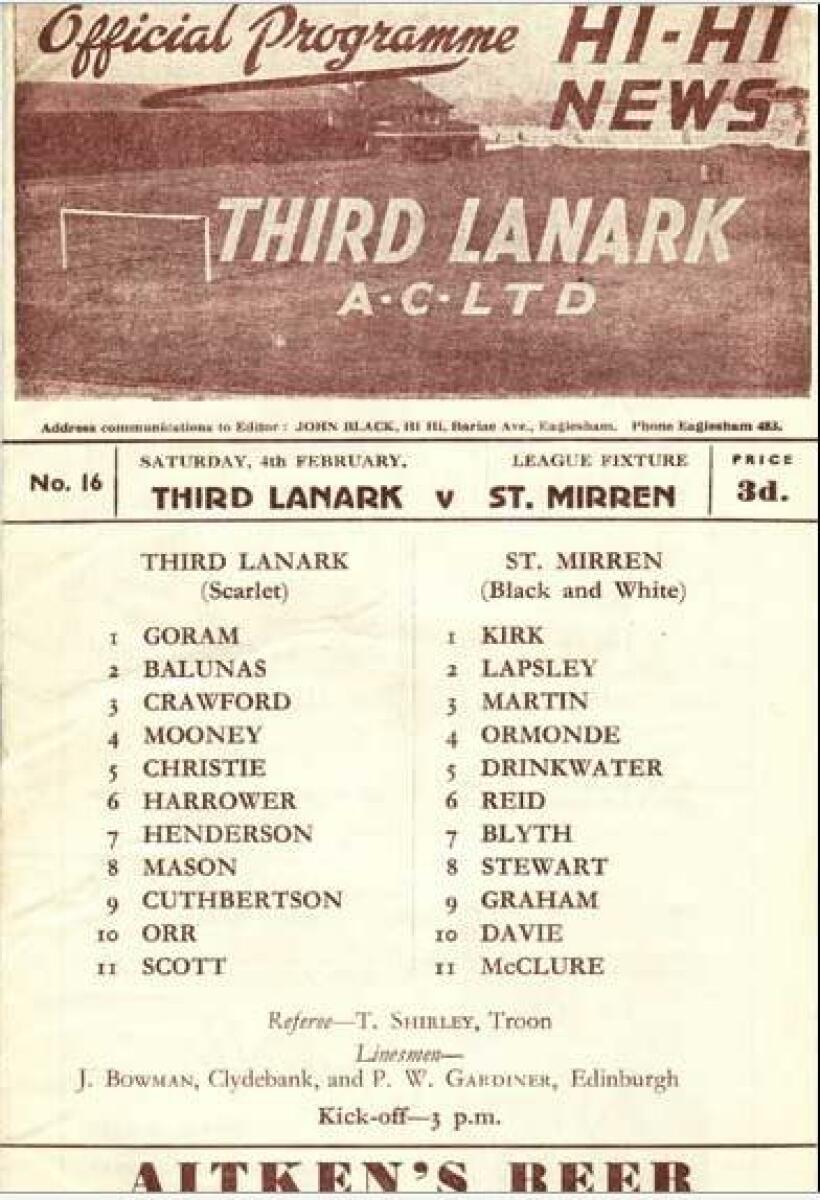 Official Programme HI-HI
NEWS
THIRD LANARK
A·C·LTD
Address communications to Editor : JOHN BLACK, HI HI, Barlae Ave., Eaglesham. Phone Eaglesham 483.
No. 16
SATURDAY, 4th FEBRUARY. LEAGUE FIXTURE
THIRD LANARK v ST. MIRREN
PRICE
3d.
THIRD LANARK
(Scarlet)
1 GORAM
2 BALUNAS
3 CRAWFORD
4 MOONEY
5 CHRISTIE
6 HARROWER
7 HENDERSON
8 MASON
9 CUTHBERTSON
10 ORR
11 SCOTT
ST. MIRREN
(Black and White)
1 KIRK
2 LAPSLEY
3 MARTIN
4 ORMONDE
5 DRINKWATER
6 REID
7 BLYTH
8 STEWART
9 GRAHAM
10 DAVIE
11 McCLURE
Referee—T. SHIRLEY, Troon
Linesmen—
J. BOWMAN, Clydebank, and P. W. GARDINER, Edinburgh
Kick-off—3 p.m.
AITKEN'S BEER